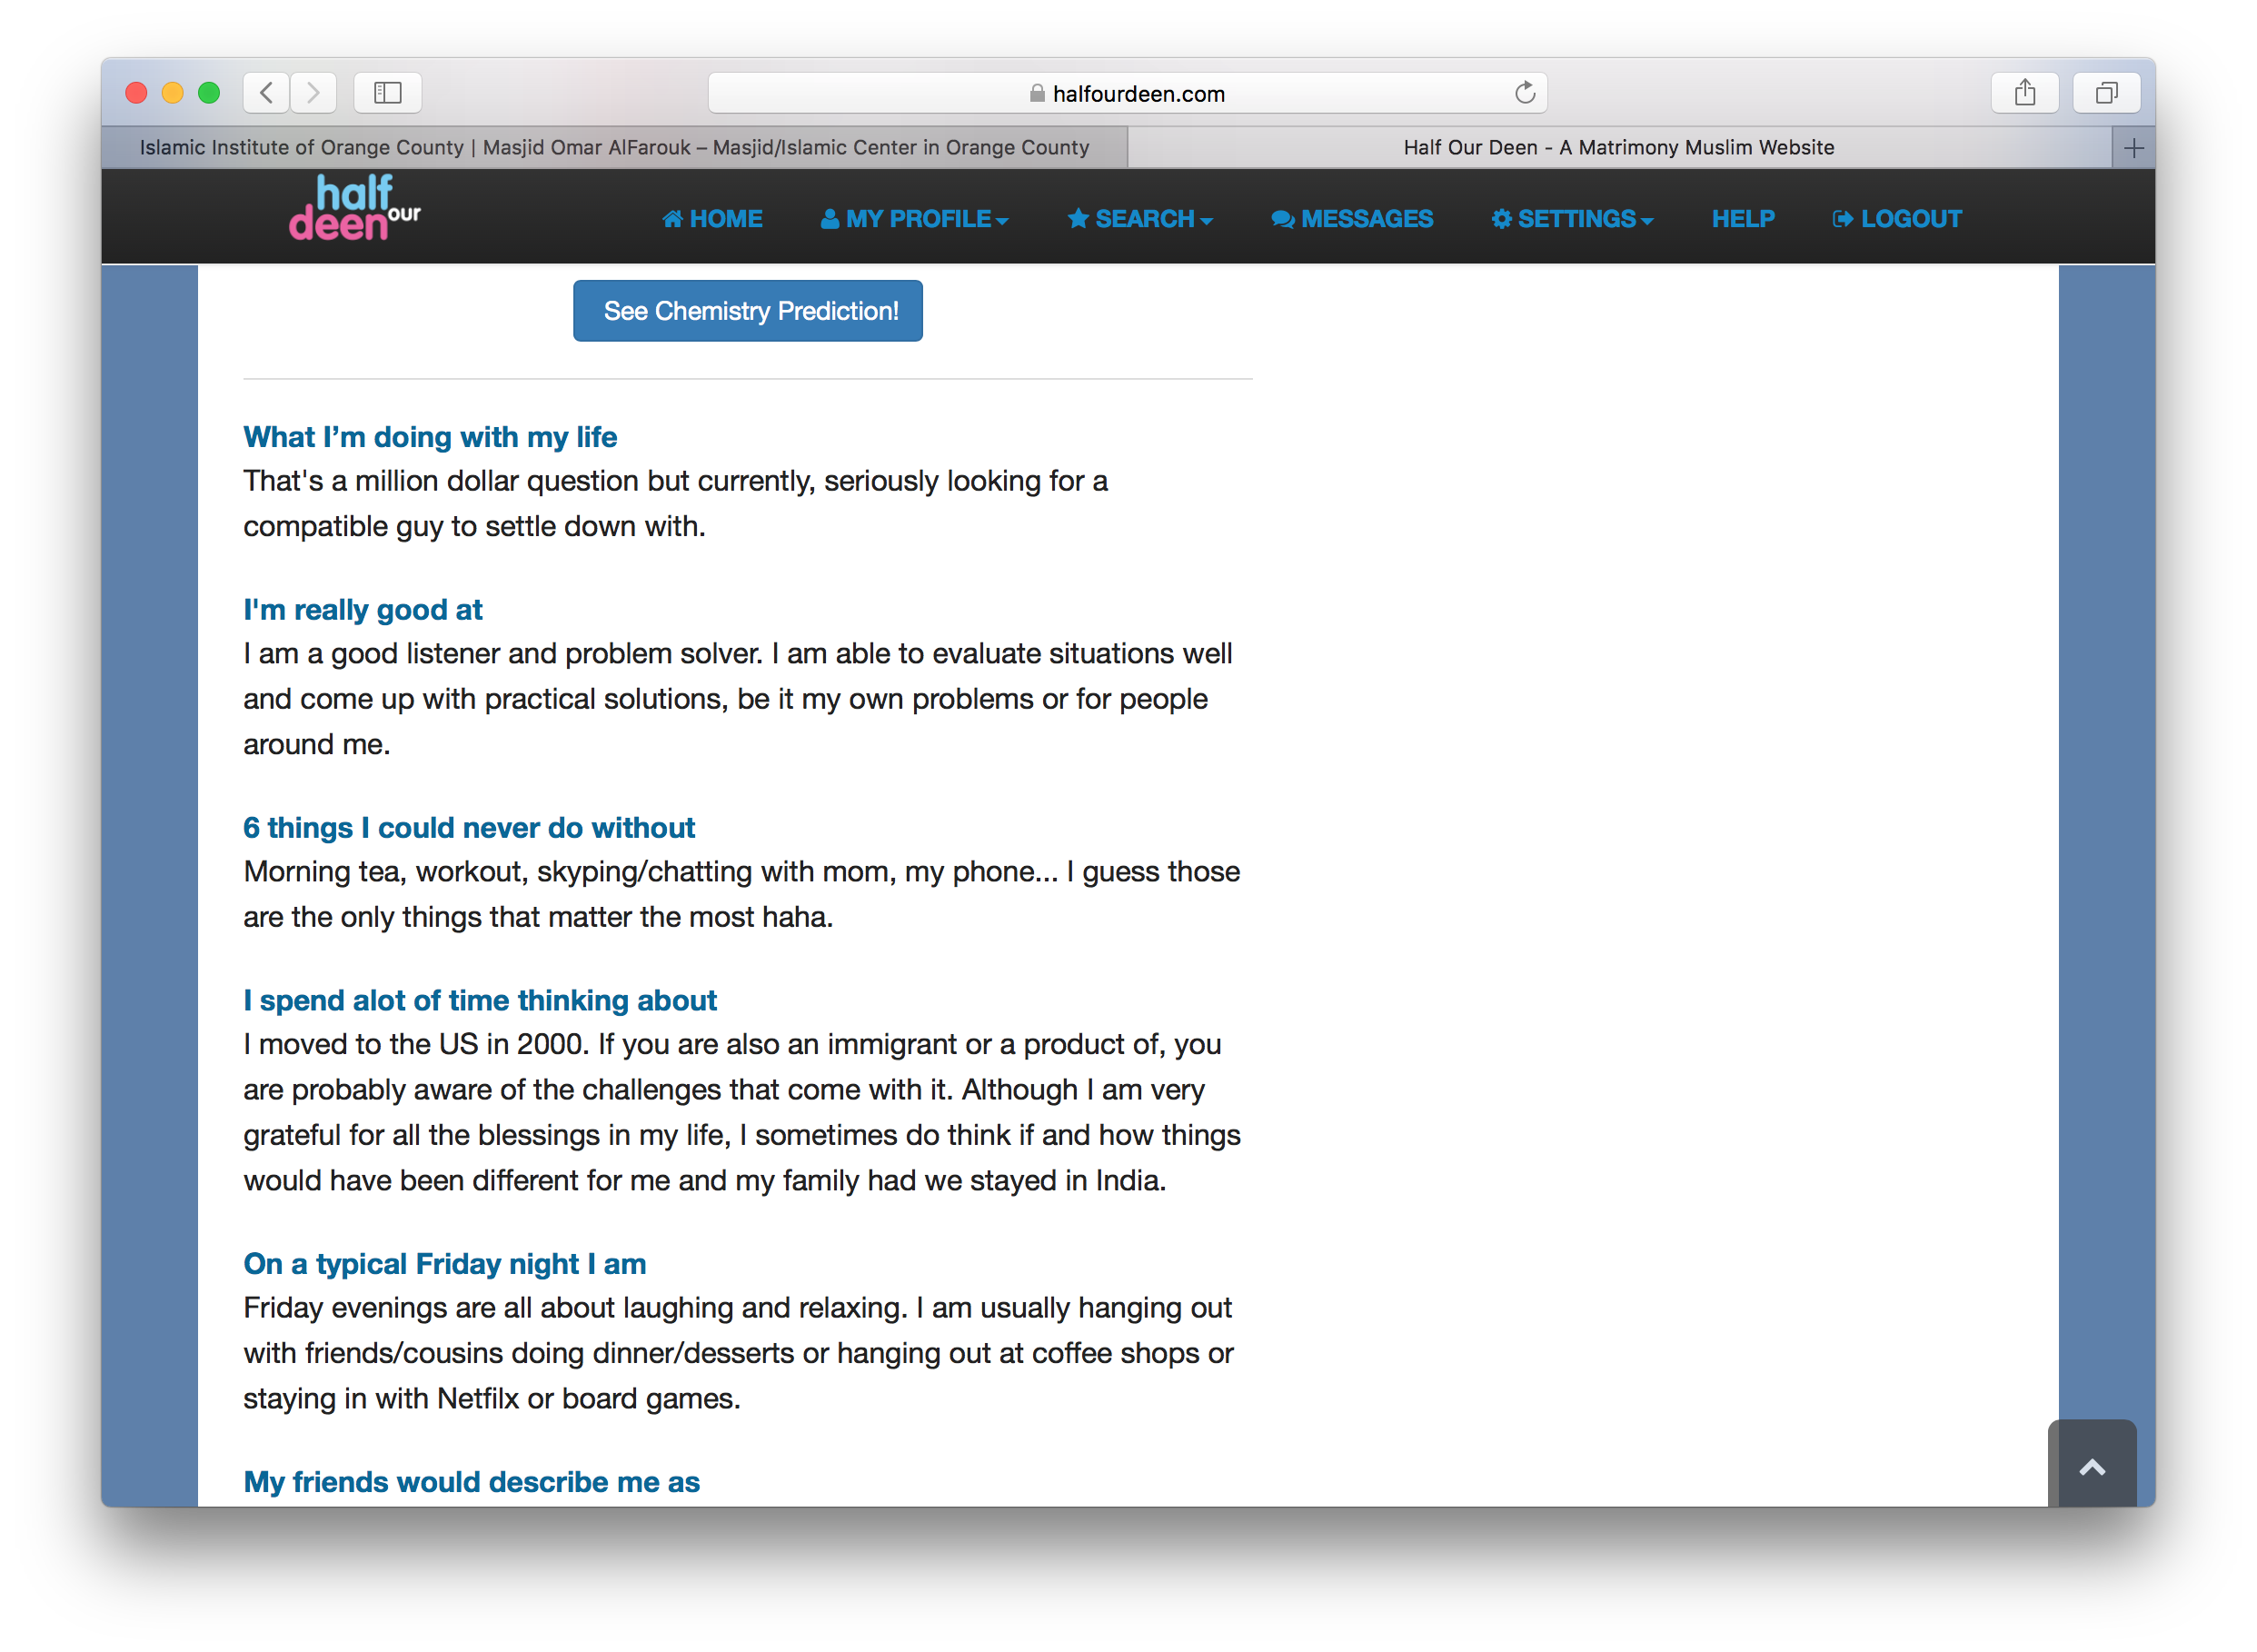 halfourdeen.com
Islamic Institute of Orange County | Masjid Omar AlFarouk – Masjid/Islamic Center in Orange County
Half Our Deen - A Matrimony Muslim Website
half
deen our
HOME
MY PROFILE
SEARCH
MESSAGES
SETTINGS
HELP
LOGOUT
See Chemistry Prediction!
What I’m doing with my life
That's a million dollar question but currently, seriously looking for a
compatible guy to settle down with.
I'm really good at
I am a good listener and problem solver. I am able to evaluate situations well
and come up with practical solutions, be it my own problems or for people
around me.
6 things I could never do without
Morning tea, workout, skyping/chatting with mom, my phone... I guess those
are the only things that matter the most haha.
I spend alot of time thinking about
I moved to the US in 2000. If you are also an immigrant or a product of, you
are probably aware of the challenges that come with it. Although I am very
grateful for all the blessings in my life, I sometimes do think if and how things
would have been different for me and my family had we stayed in India.
On a typical Friday night I am
Friday evenings are all about laughing and relaxing. I am usually hanging out
with friends/cousins doing dinner/desserts or hanging out at coffee shops or
staying in with Netfilx or board games.
My friends would describe me as